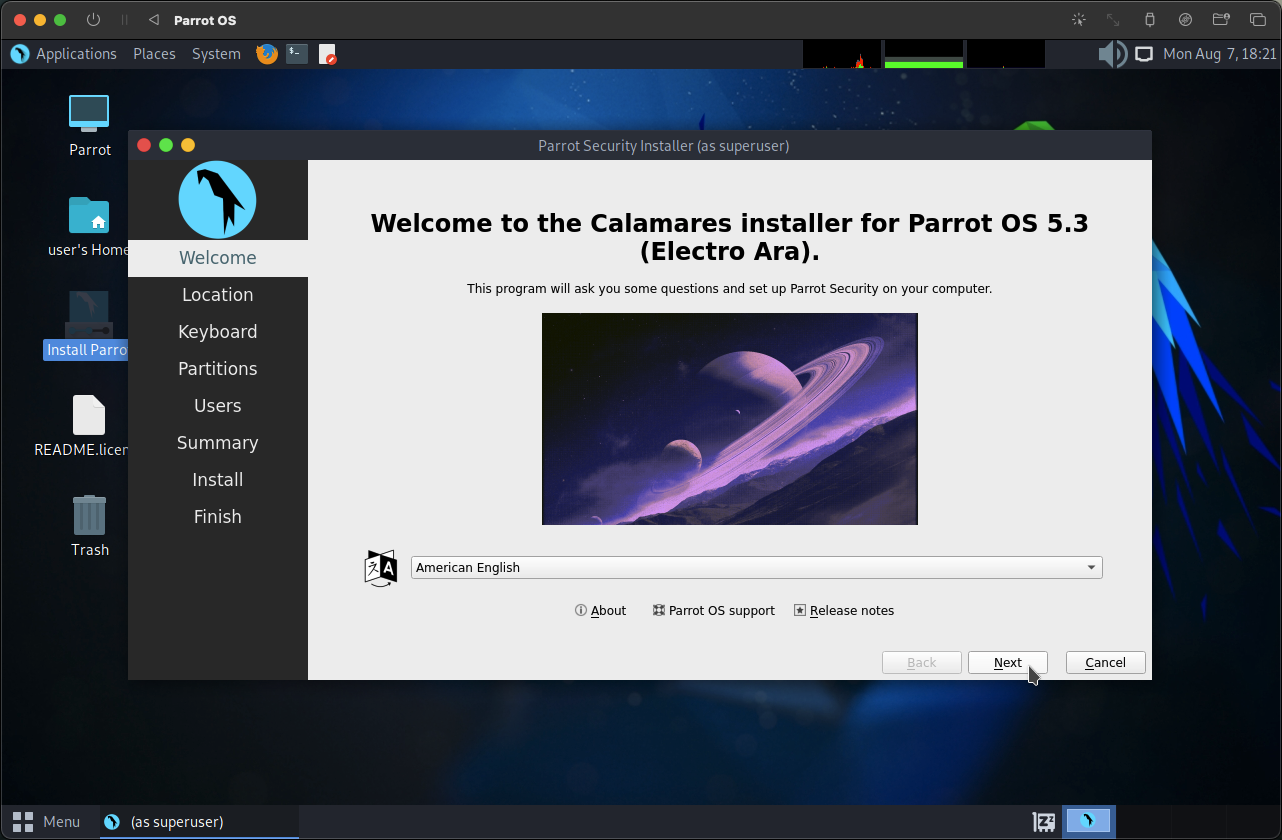 Parrot OS
Applications Places System
Mon Aug 7, 18:21
Parrot
user's Home
Install Parro
README.licen
Trash
Parrot Security Installer (as superuser)
Welcome
Location
Keyboard
Partitions
Users
Summary
Install
Finish
Welcome to the Calamares installer for Parrot OS 5.3
(Electro Ara).
This program will ask you some questions and set up Parrot Security on your computer.
American English
About Parrot OS support Release notes
Back Next Cancel
Menu (as superuser)